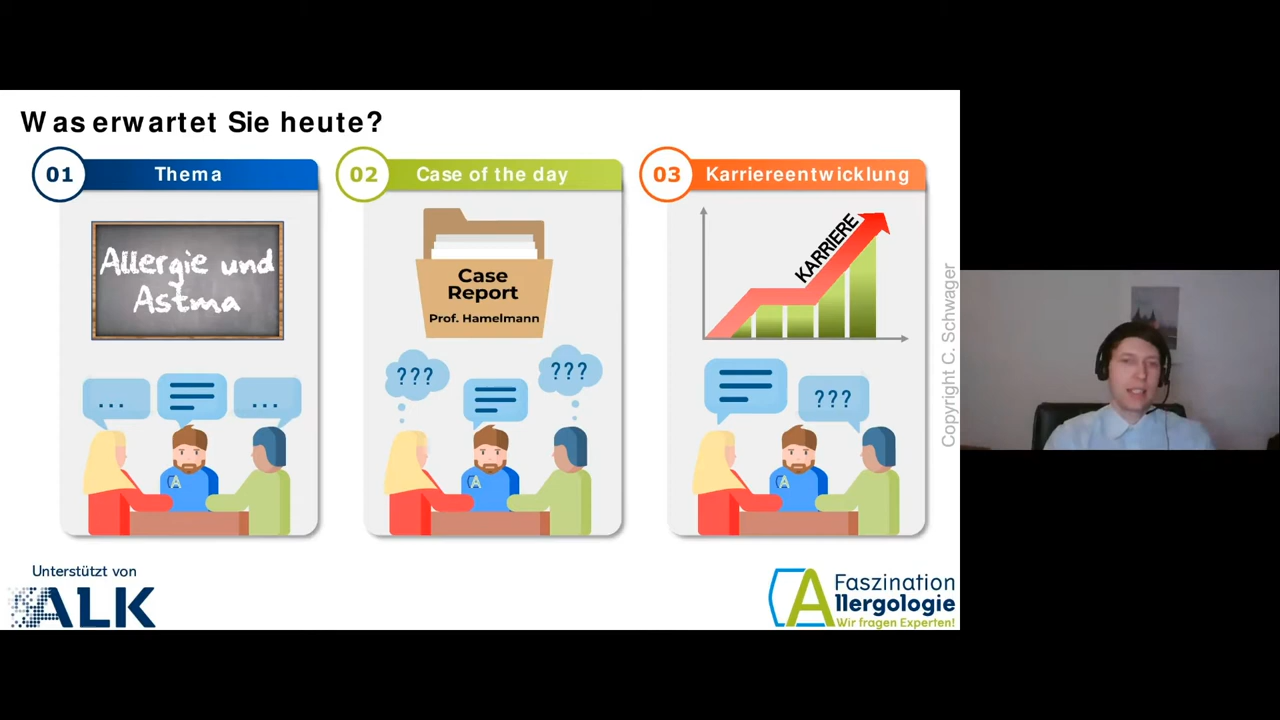 Was erwartet Sie heute?
01
Thema
Allergie und
Astma
...
...
02
Case of the day
Case
Report
Prof. Hamelmann
???
???
03
Karriereentwicklung
KARRIERE
???
Copyright C. Schwager
Unterstützt von
ALK
Faszination
Allergologie
Wir fragen Experten!